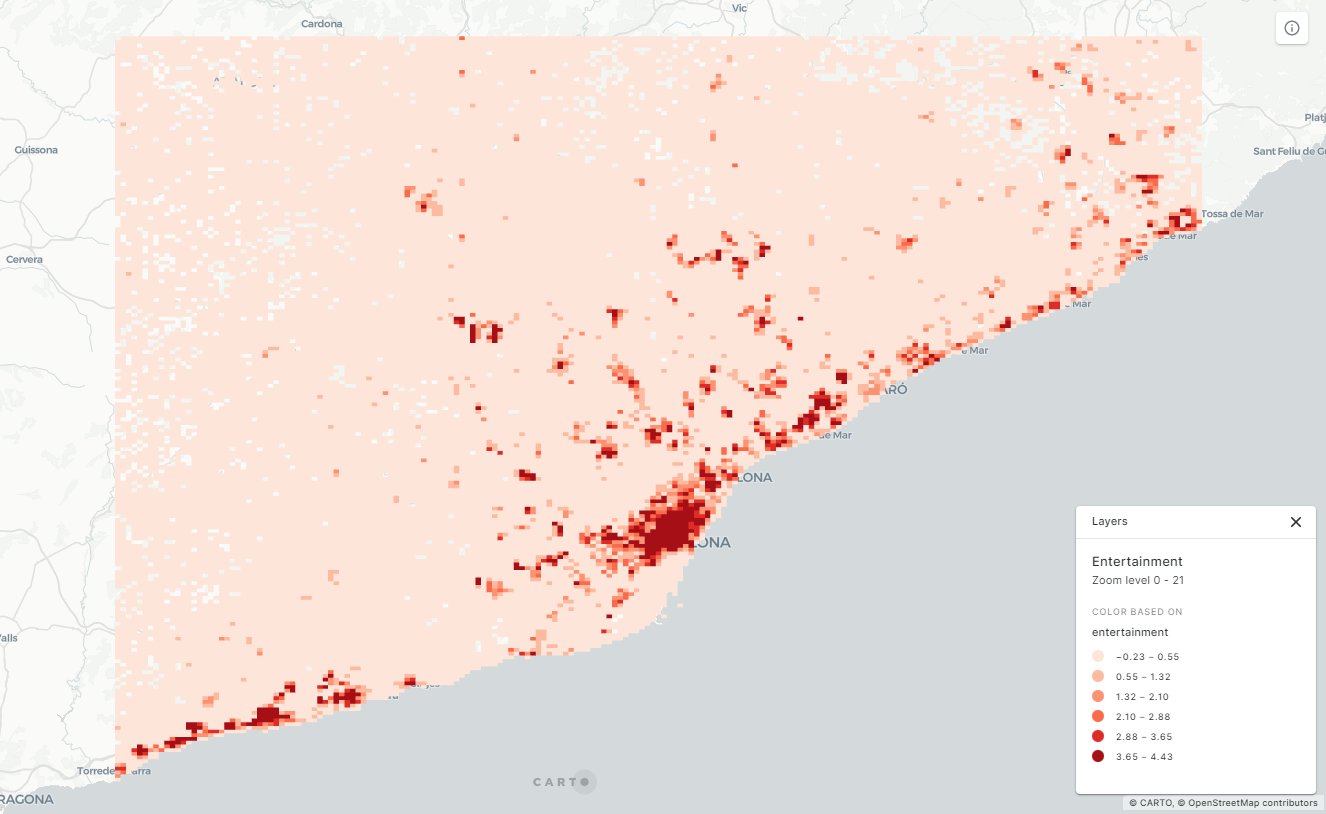 Cardona
Vic
Guissona
Platj
Sant Feliu de G
Tossa de Mar
e Mar
Cervera
es
Mar
e Mar
ARÓ
de Mar
LONA
ONA
alls
Torrede arra
RAGONA
CARTO
Layers
Entertainment
Zoom level 0 - 21
COLOR BASED ON
entertainment
−0.23 – 0.55
0.55 – 1.32
1.32 – 2.10
2.10 – 2.88
2.88 – 3.65
3.65 – 4.43
© CARTO, © OpenStreetMap contributors